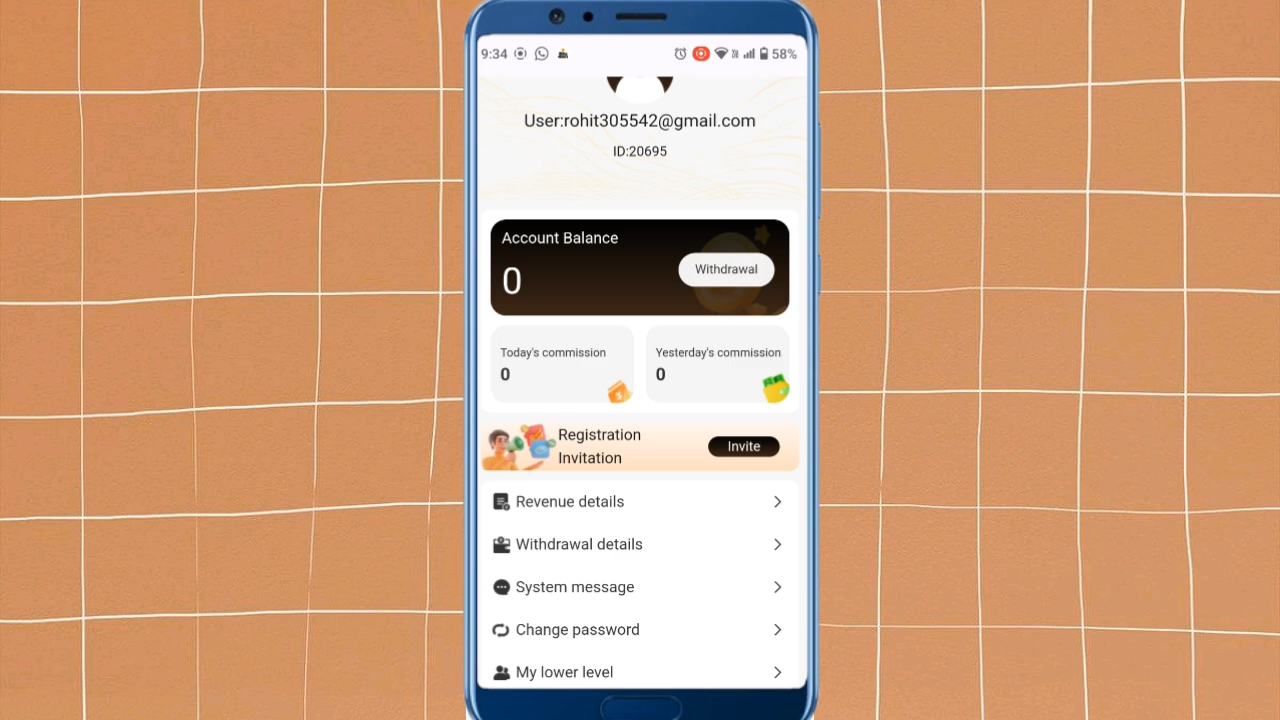 9:34 58%
User:rohit305542@gmail.com
ID:20695
Account Balance
0
Withdrawal
Today's commission
0
Yesterday's commission
0
Registration
Invitation
Invite
Revenue details
Withdrawal details
System message
Change password
My lower level